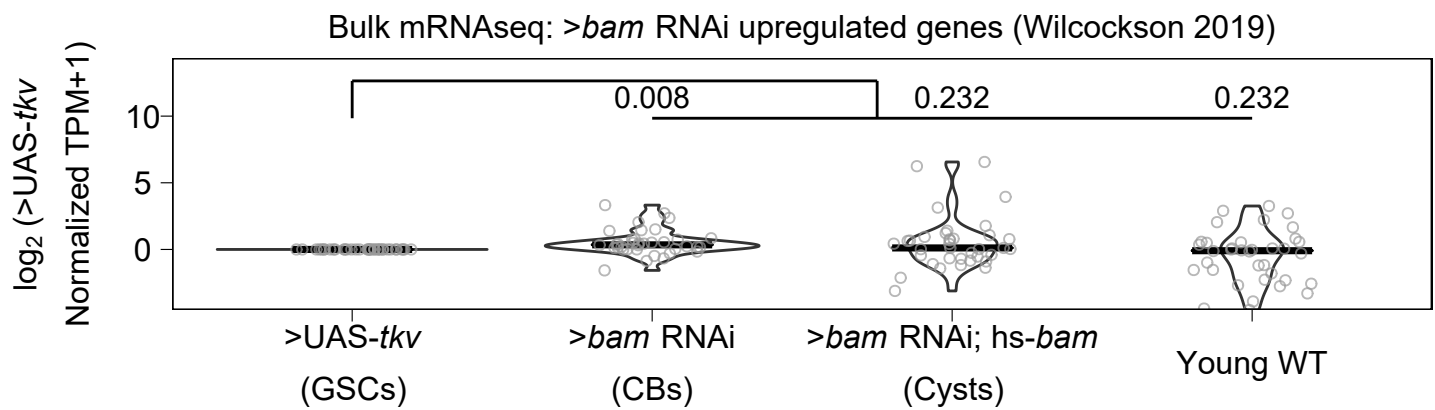 Bulk mRNAseq: >bam RNAi upregulated genes (Wilcockson 2019)
log2 (>UAS-tkv
Normalized TPM+1)
10
5
0
0.008 0.232 0.232
>UAS-tkv >bam RNAi >bam RNAi; hs-bam Young WT
(GSCs) (CBs) (Cysts)